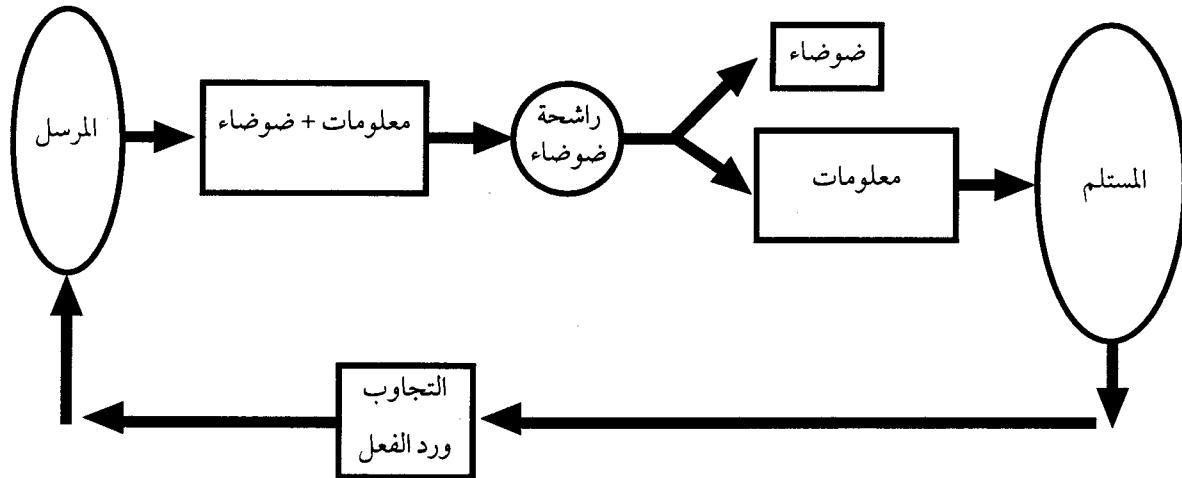 المرسل
معلومات + ضوضاء
راشحة
ضوضاء
ضوضاء
معلومات
المستلم
التجاوب
ورد الفعل